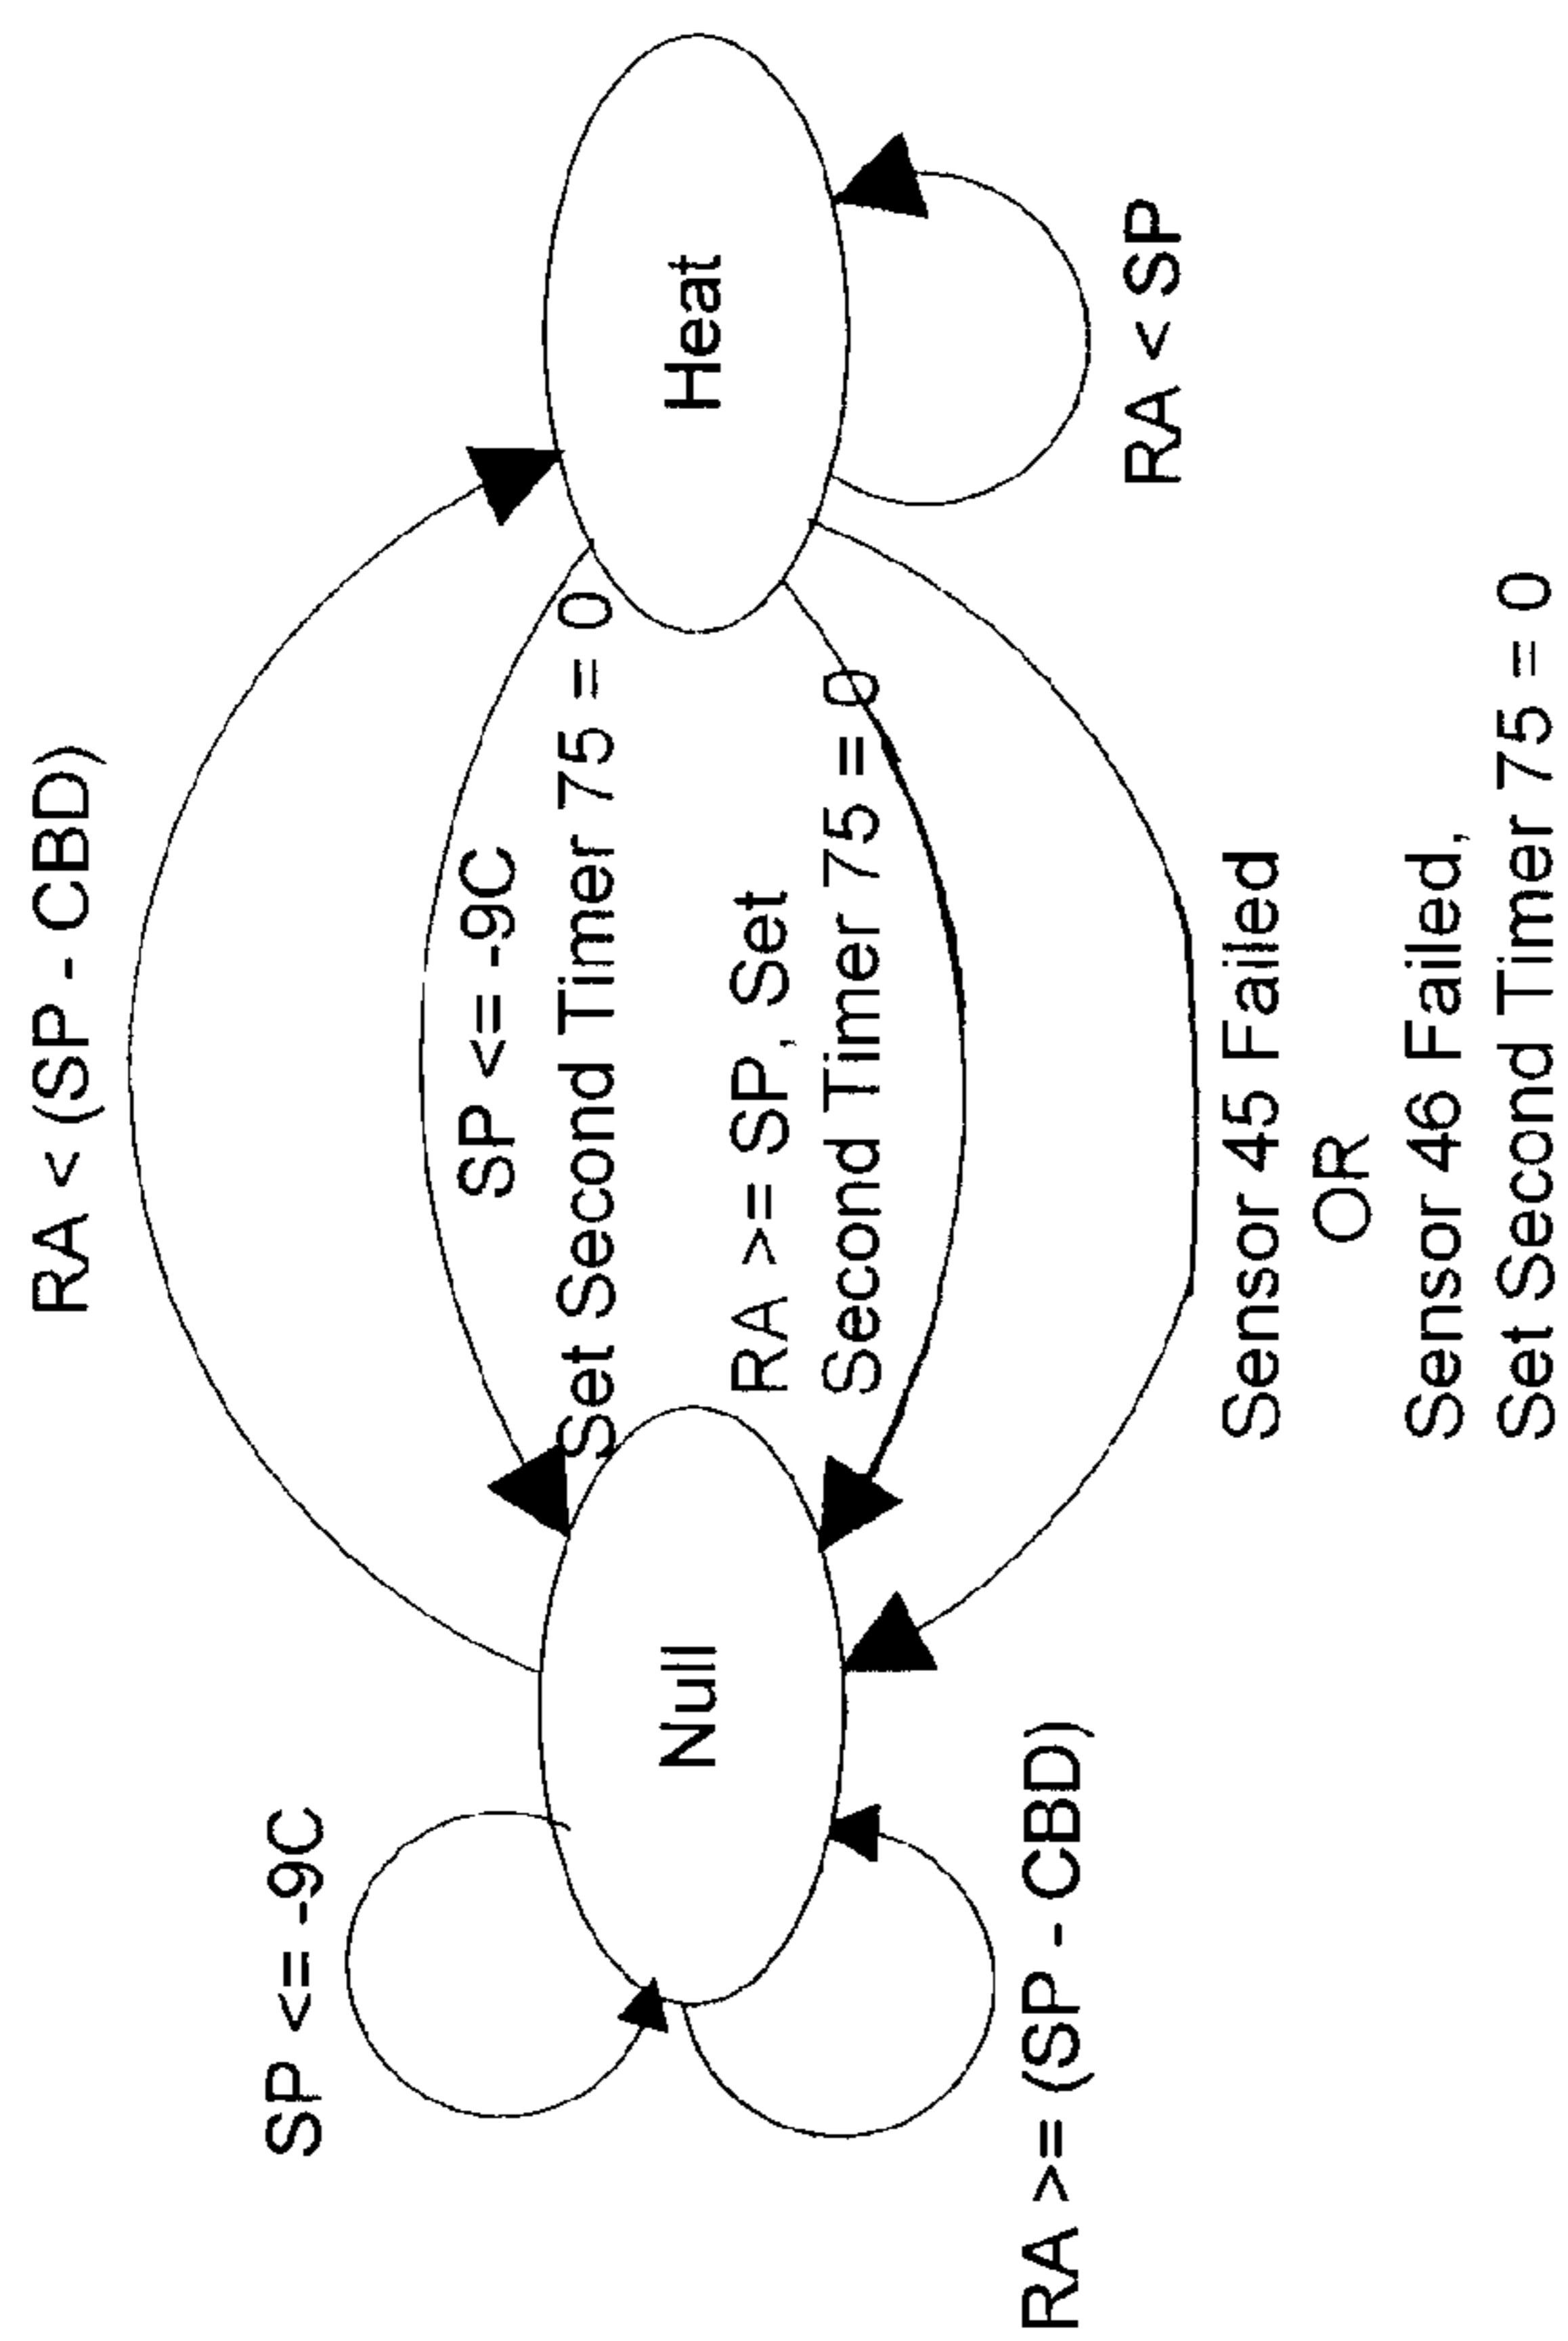 RA < (SP - CBD)
SP <= -9C
SP <= -9C
Set Second Timer 75 = 0
Null
Heat
RA >= SP, Set
Second Timer 75 = 0
RA >= (SP - CBD)
RA < SP
Sensor 45 Failed
OR
Sensor 46 Failed,
Set Second Timer 75 = 0